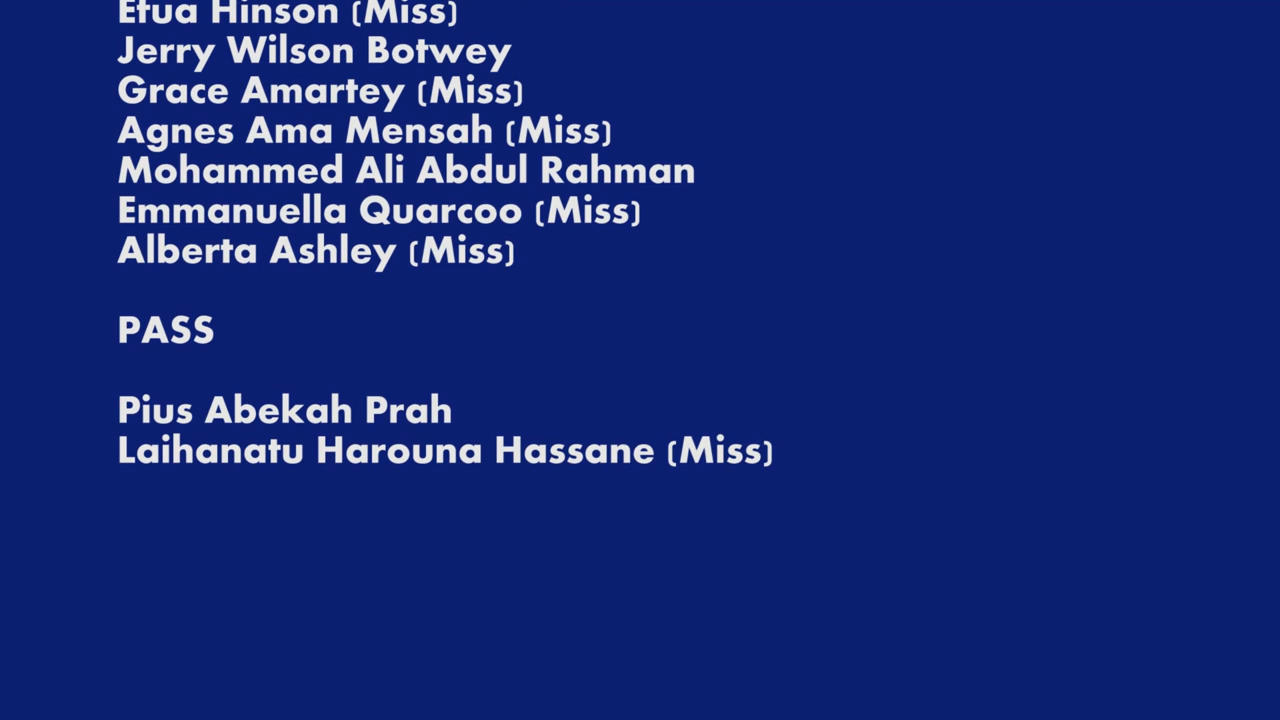 Efua Hinson (Miss)
Jerry Wilson Botwey
Grace Amartey (Miss)
Agnes Ama Mensah (Miss)
Mohammed Ali Abdul Rahman
Emmanuella Quarcoo (Miss)
Alberta Ashley (Miss)
PASS
Pius Abekah Prah
Laihanatu Harouna Hassane (Miss)